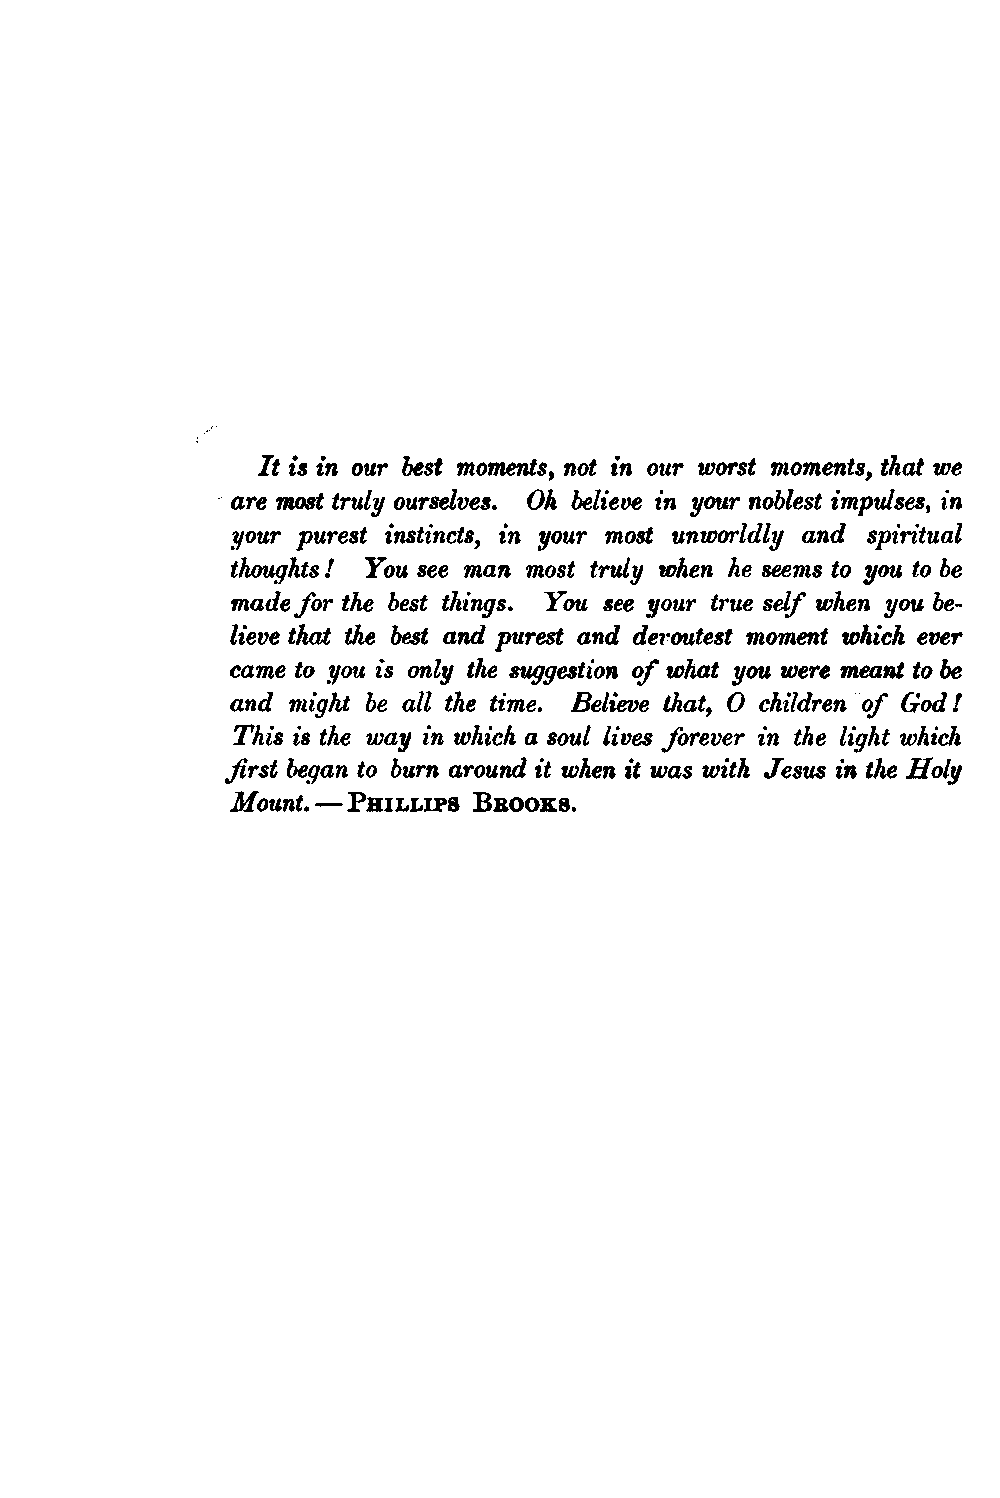 It is in our best moments, not in our worst moments, that we
are most truly ourselves. Oh believe in your noblest impulses, in
your purest instincts, in your most unworldly and spiritual
thoughts! You see man most truly when he seems to you to be
made for the best things. You see your true self when you be-
lieve that the best and purest and devoutest moment which ever
came to you is only the suggestion of what you were meant to be
and might be all the time. Believe that, O children of God!
This is the way in which a soul lives forever in the light which
first began to burn around it when it was with Jesus in the Holy
Mount. — PHILLIPS BROOKS.